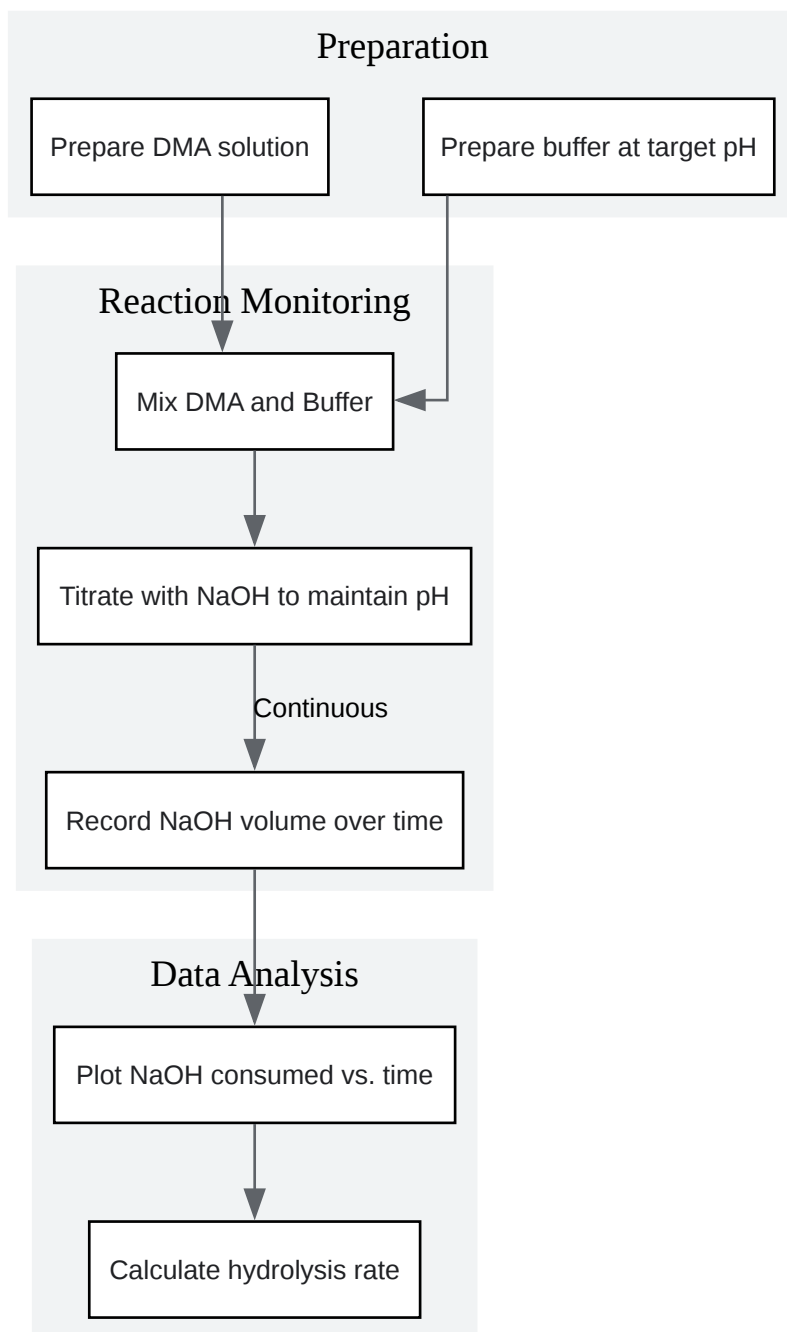 Preparation
Prepare DMA solution
Prepare buffer at target pH
Reaction Monitoring
Mix DMA and Buffer
Titrate with NaOH to maintain pH
Continuous
Record NaOH volume over time
Data Analysis
Plot NaOH consumed vs. time
Calculate hydrolysis rate